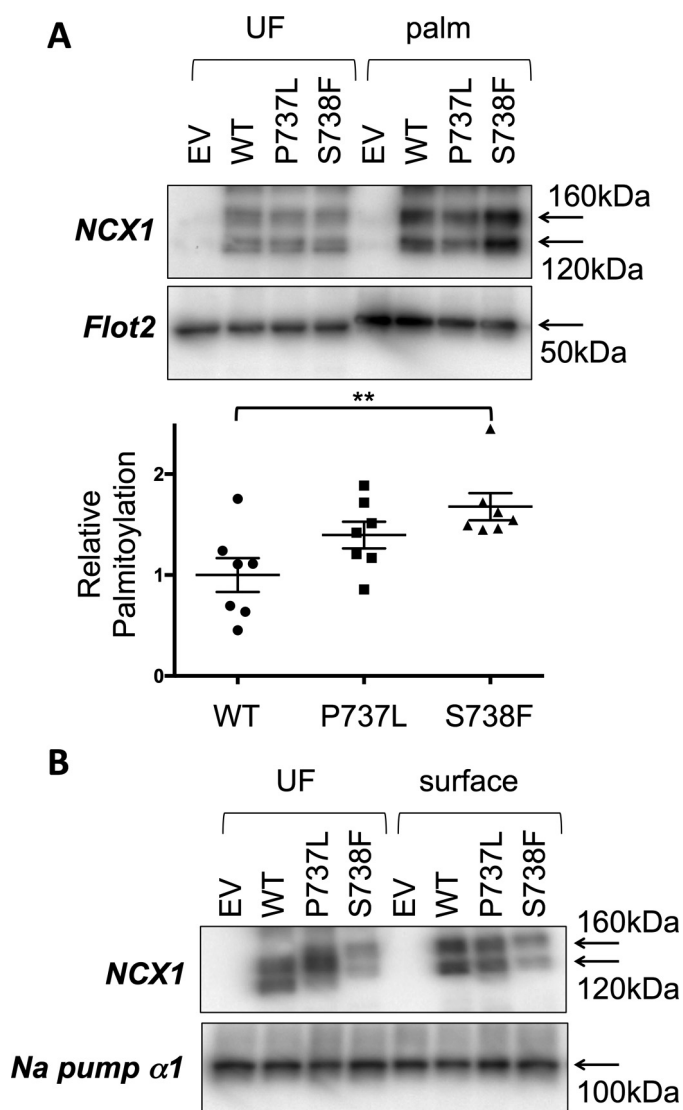 A
UF palm
EV WT P737L S738F EV WT P737L S738F
NCX1
160kDa
120kDa
Flot2
50kDa
**
Relative
Palmitoylation
2
1
0
WT P737L S738F
B
UF surface
EV WT P737L S738F EV WT P737L S738F
NCX1
160kDa
120kDa
Na pump α1
100kDa